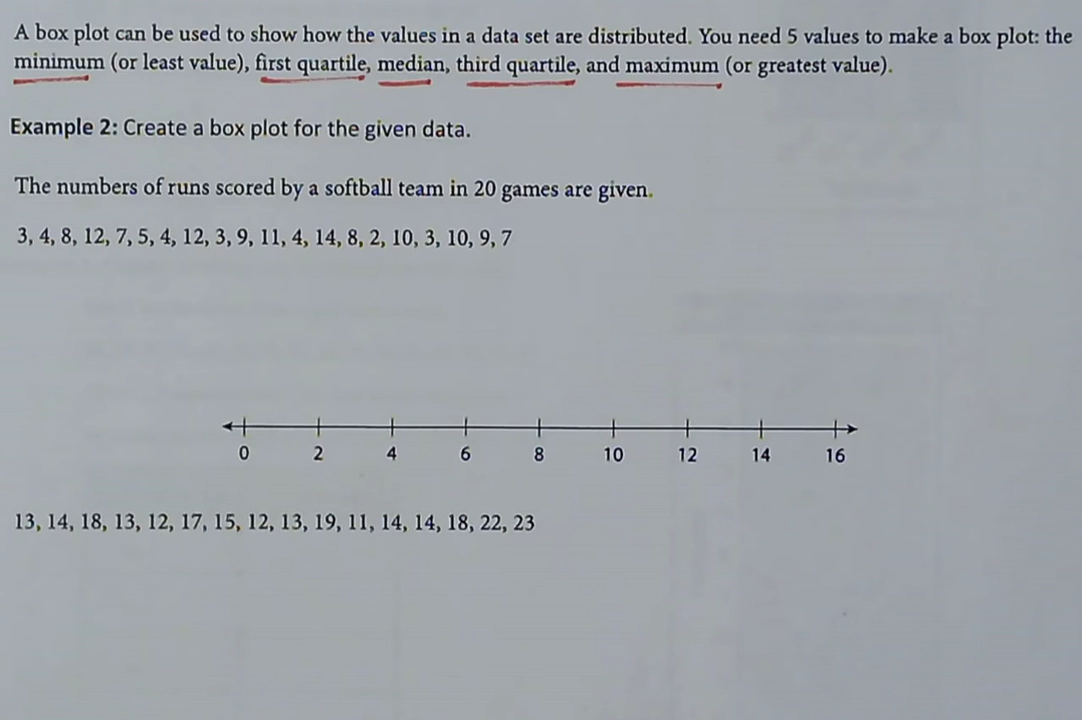 A box plot can be used to show how the values in a data set are distributed. You need 5 values to make a box plot: the
minimum (or least value), first quartile, median, third quartile, and maximum (or greatest value).
Example 2: Create a box plot for the given data.
The numbers of runs scored by a softball team in 20 games are given.
3, 4, 8, 12, 7, 5, 4, 12, 3, 9, 11, 4, 14, 8, 2, 10, 3, 10, 9, 7
0 2 4 6 8 10 12 14 16
13, 14, 18, 13, 12, 17, 15, 12, 13, 19, 11, 14, 14, 18, 22, 23